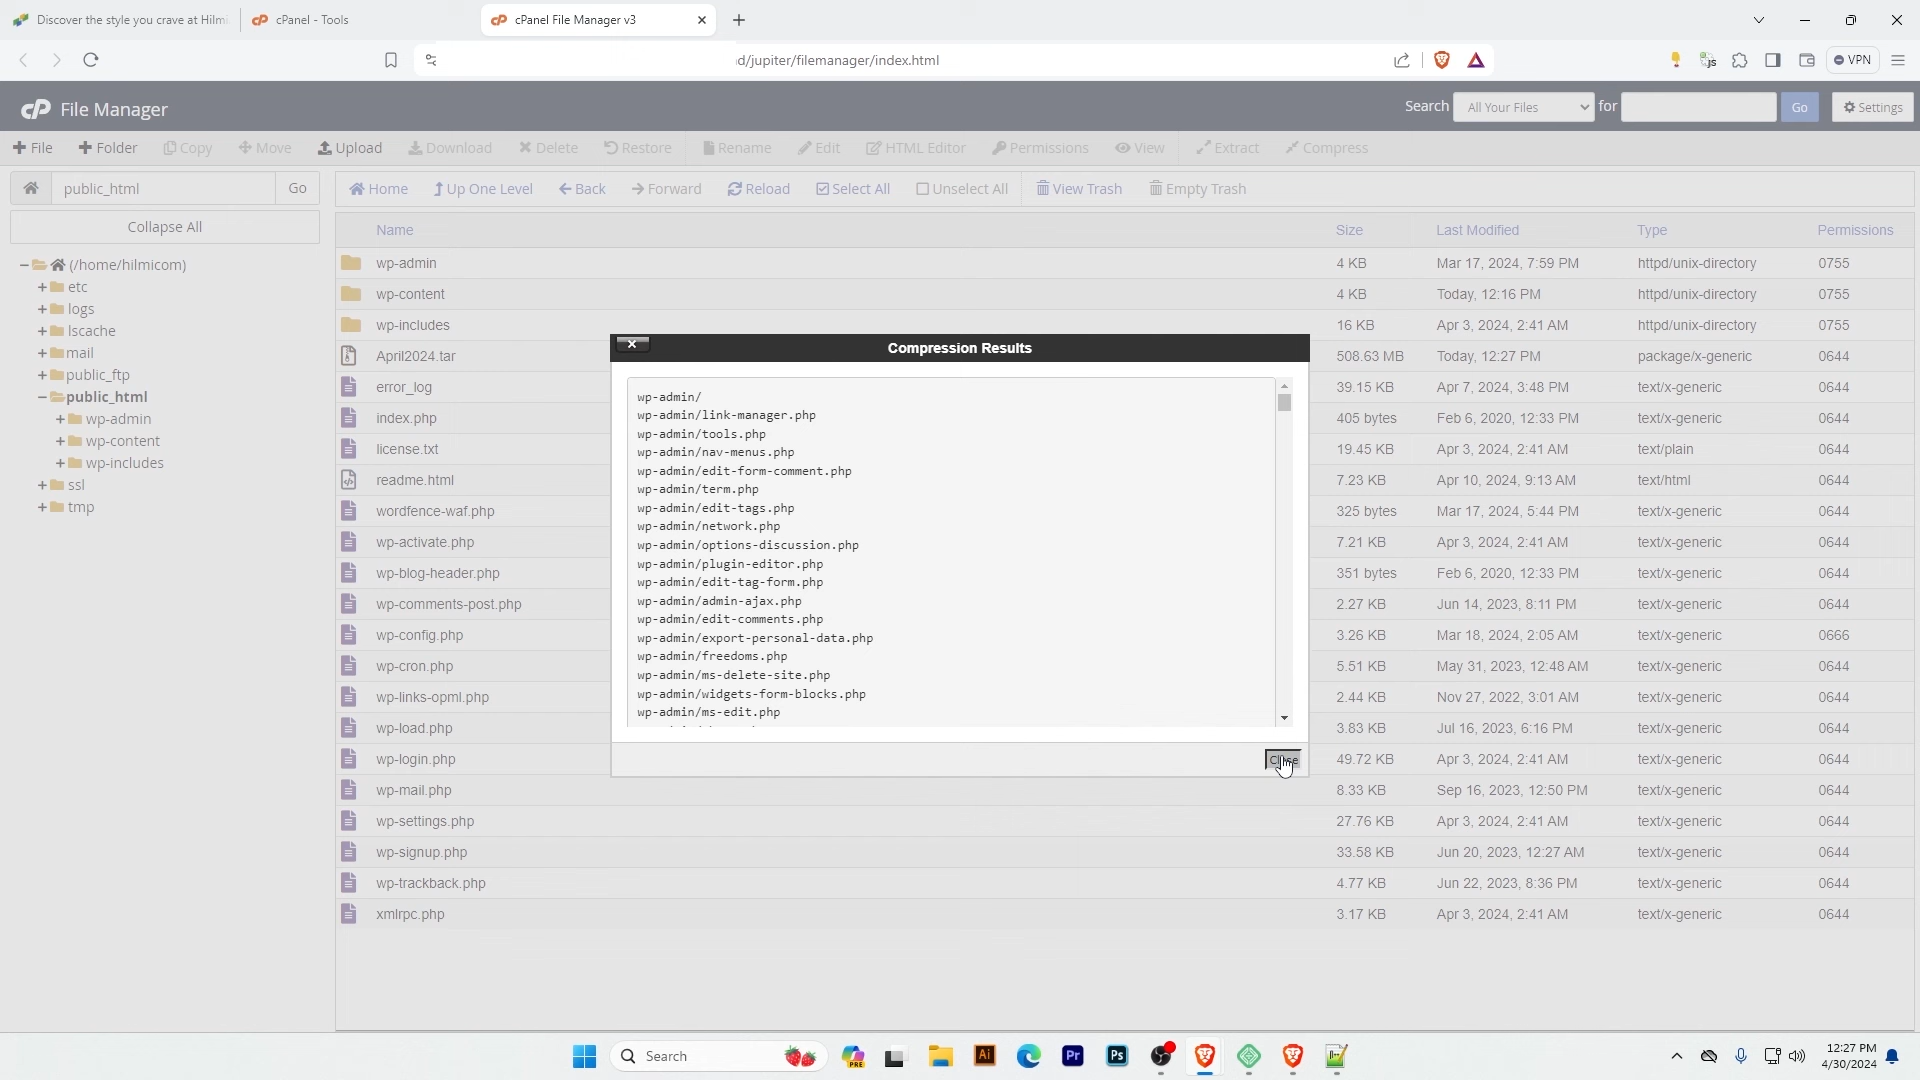 Discover the style you crave at Hilmi
cPanel - Tools
cPanel File Manager v3
d/jupiter/filemanager/index.html
VPN
cP File Manager
Search All Your Files for Go Settings
File Folder Copy Move Upload Download Delete Restore Rename Edit HTML Editor Permissions View Extract Compress
public_html Go
Home Up One Level Back Forward Reload Select All Unselect All View Trash Empty Trash
Collapse All
(/home/hilmicom)
etc
logs
lscache
mail
public_ftp
public_html
wp-admin
wp-content
wp-includes
ssl
tmp
Name Size Last Modified Type Permissions
wp-admin 4 KB Mar 17, 2024, 7:59 PM httpd/unix-directory 0755
wp-content 4 KB Today, 12:16 PM httpd/unix-directory 0755
wp-includes 16 KB Apr 3, 2024, 2:41 AM httpd/unix-directory 0755
April2024.tar 508.63 MB Today, 12:27 PM package/x-generic 0644
error_log 39.15 KB Apr 7, 2024, 3:48 PM text/x-generic 0644
index.php 405 bytes Feb 6, 2020, 12:33 PM text/x-generic 0644
license.txt 19.45 KB Apr 3, 2024, 2:41 AM text/plain 0644
readme.html 7.23 KB Apr 10, 2024, 9:13 AM text/html 0644
wordfence-waf.php 325 bytes Mar 17, 2024, 5:44 PM text/x-generic 0644
wp-activate.php 7.21 KB Apr 3, 2024, 2:41 AM text/x-generic 0644
wp-blog-header.php 351 bytes Feb 6, 2020, 12:33 PM text/x-generic 0644
wp-comments-post.php 2.27 KB Jun 14, 2023, 8:11 PM text/x-generic 0644
wp-config.php 3.26 KB Mar 18, 2024, 2:05 AM text/x-generic 0666
wp-cron.php 5.51 KB May 31, 2023, 12:48 AM text/x-generic 0644
wp-links-opml.php 2.44 KB Nov 27, 2022, 3:01 AM text/x-generic 0644
wp-load.php 3.83 KB Jul 16, 2023, 6:16 PM text/x-generic 0644
wp-login.php 49.72 KB Apr 3, 2024, 2:41 AM text/x-generic 0644
wp-mail.php 8.33 KB Sep 16, 2023, 12:50 PM text/x-generic 0644
wp-settings.php 27.76 KB Apr 3, 2024, 2:41 AM text/x-generic 0644
wp-signup.php 33.58 KB Jun 20, 2023, 12:27 AM text/x-generic 0644
wp-trackback.php 4.77 KB Jun 22, 2023, 8:36 PM text/x-generic 0644
xmlrpc.php 3.17 KB Apr 3, 2024, 2:41 AM text/x-generic 0644
Compression Results
wp-admin/
wp-admin/link-manager.php
wp-admin/tools.php
wp-admin/nav-menus.php
wp-admin/edit-form-comment.php
wp-admin/term.php
wp-admin/edit-tags.php
wp-admin/network.php
wp-admin/options-discussion.php
wp-admin/plugin-editor.php
wp-admin/edit-tag-form.php
wp-admin/admin-ajax.php
wp-admin/edit-comments.php
wp-admin/export-personal-data.php
wp-admin/freedoms.php
wp-admin/ms-delete-site.php
wp-admin/widgets-form-blocks.php
wp-admin/ms-edit.php
Close
Search
PRE
Ai
Pr
Ps
12:27 PM
4/30/2024